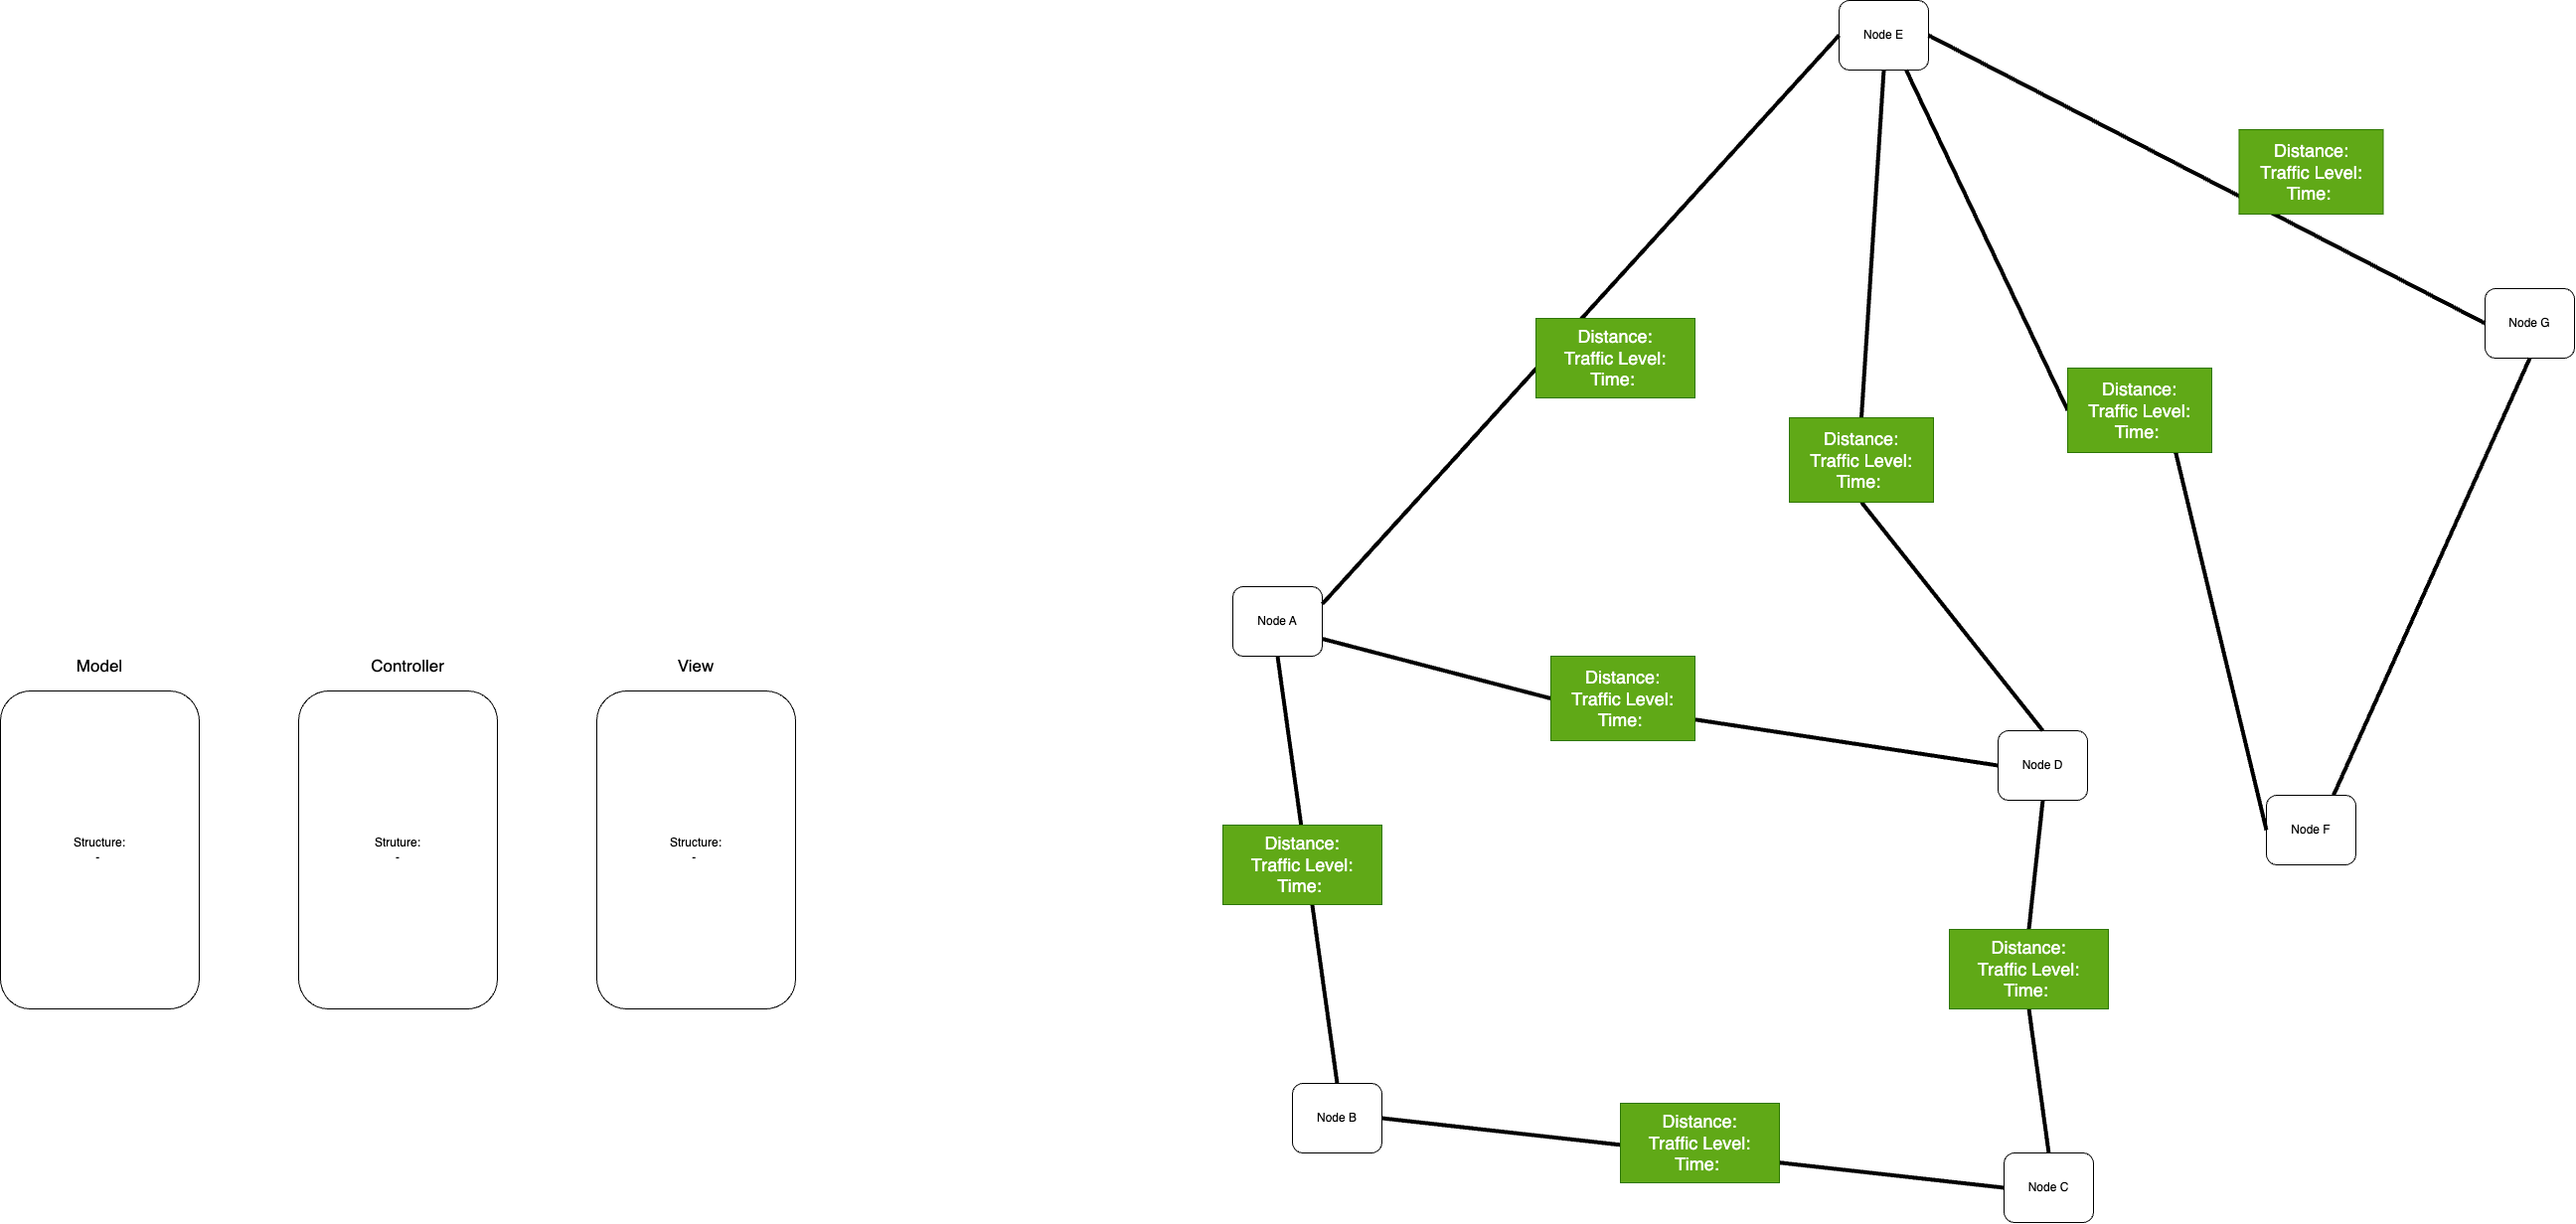 Model
Controller
View
Structure:
-
Struture:
-
Structure:
-
Node E
Distance:
Traffic Level:
Time:
Node G
Distance:
Traffic Level:
Time:
Distance:
Traffic Level:
Time:
Distance:
Traffic Level:
Time:
Node A
Distance:
Traffic Level:
Time:
Node D
Node F
Distance:
Traffic Level:
Time:
Distance:
Traffic Level:
Time:
Node B
Distance:
Traffic Level:
Time:
Node C